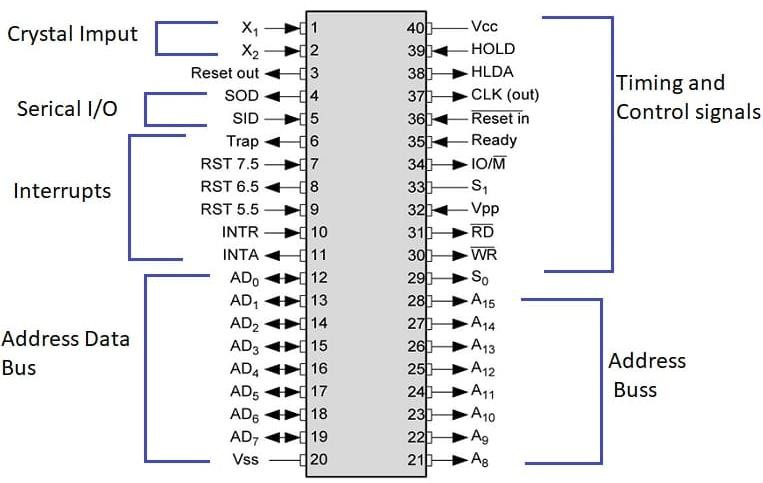 Crystal Imput
Serical I/O
Interrupts
Address Data
Bus
X1 1
X2 2
Reset out 3
SOD 4
SID 5
Trap 6
RST 7.5 7
RST 6.5 8
RST 5.5 9
INTR 10
INTA 11
AD0 12
AD1 13
AD2 14
AD3 15
AD4 16
AD5 17
AD6 18
AD7 19
Vss 20
40 Vcc
39 HOLD
38 HLDA
37 CLK (out)
36 Reset in
35 Ready
34 IO/M
33 S1
32 Vpp
31 RD
30 WR
29 S0
28 A15
27 A14
26 A13
25 A12
24 A11
23 A10
22 A9
21 A8
Timing and
Control signals
Address
Buss